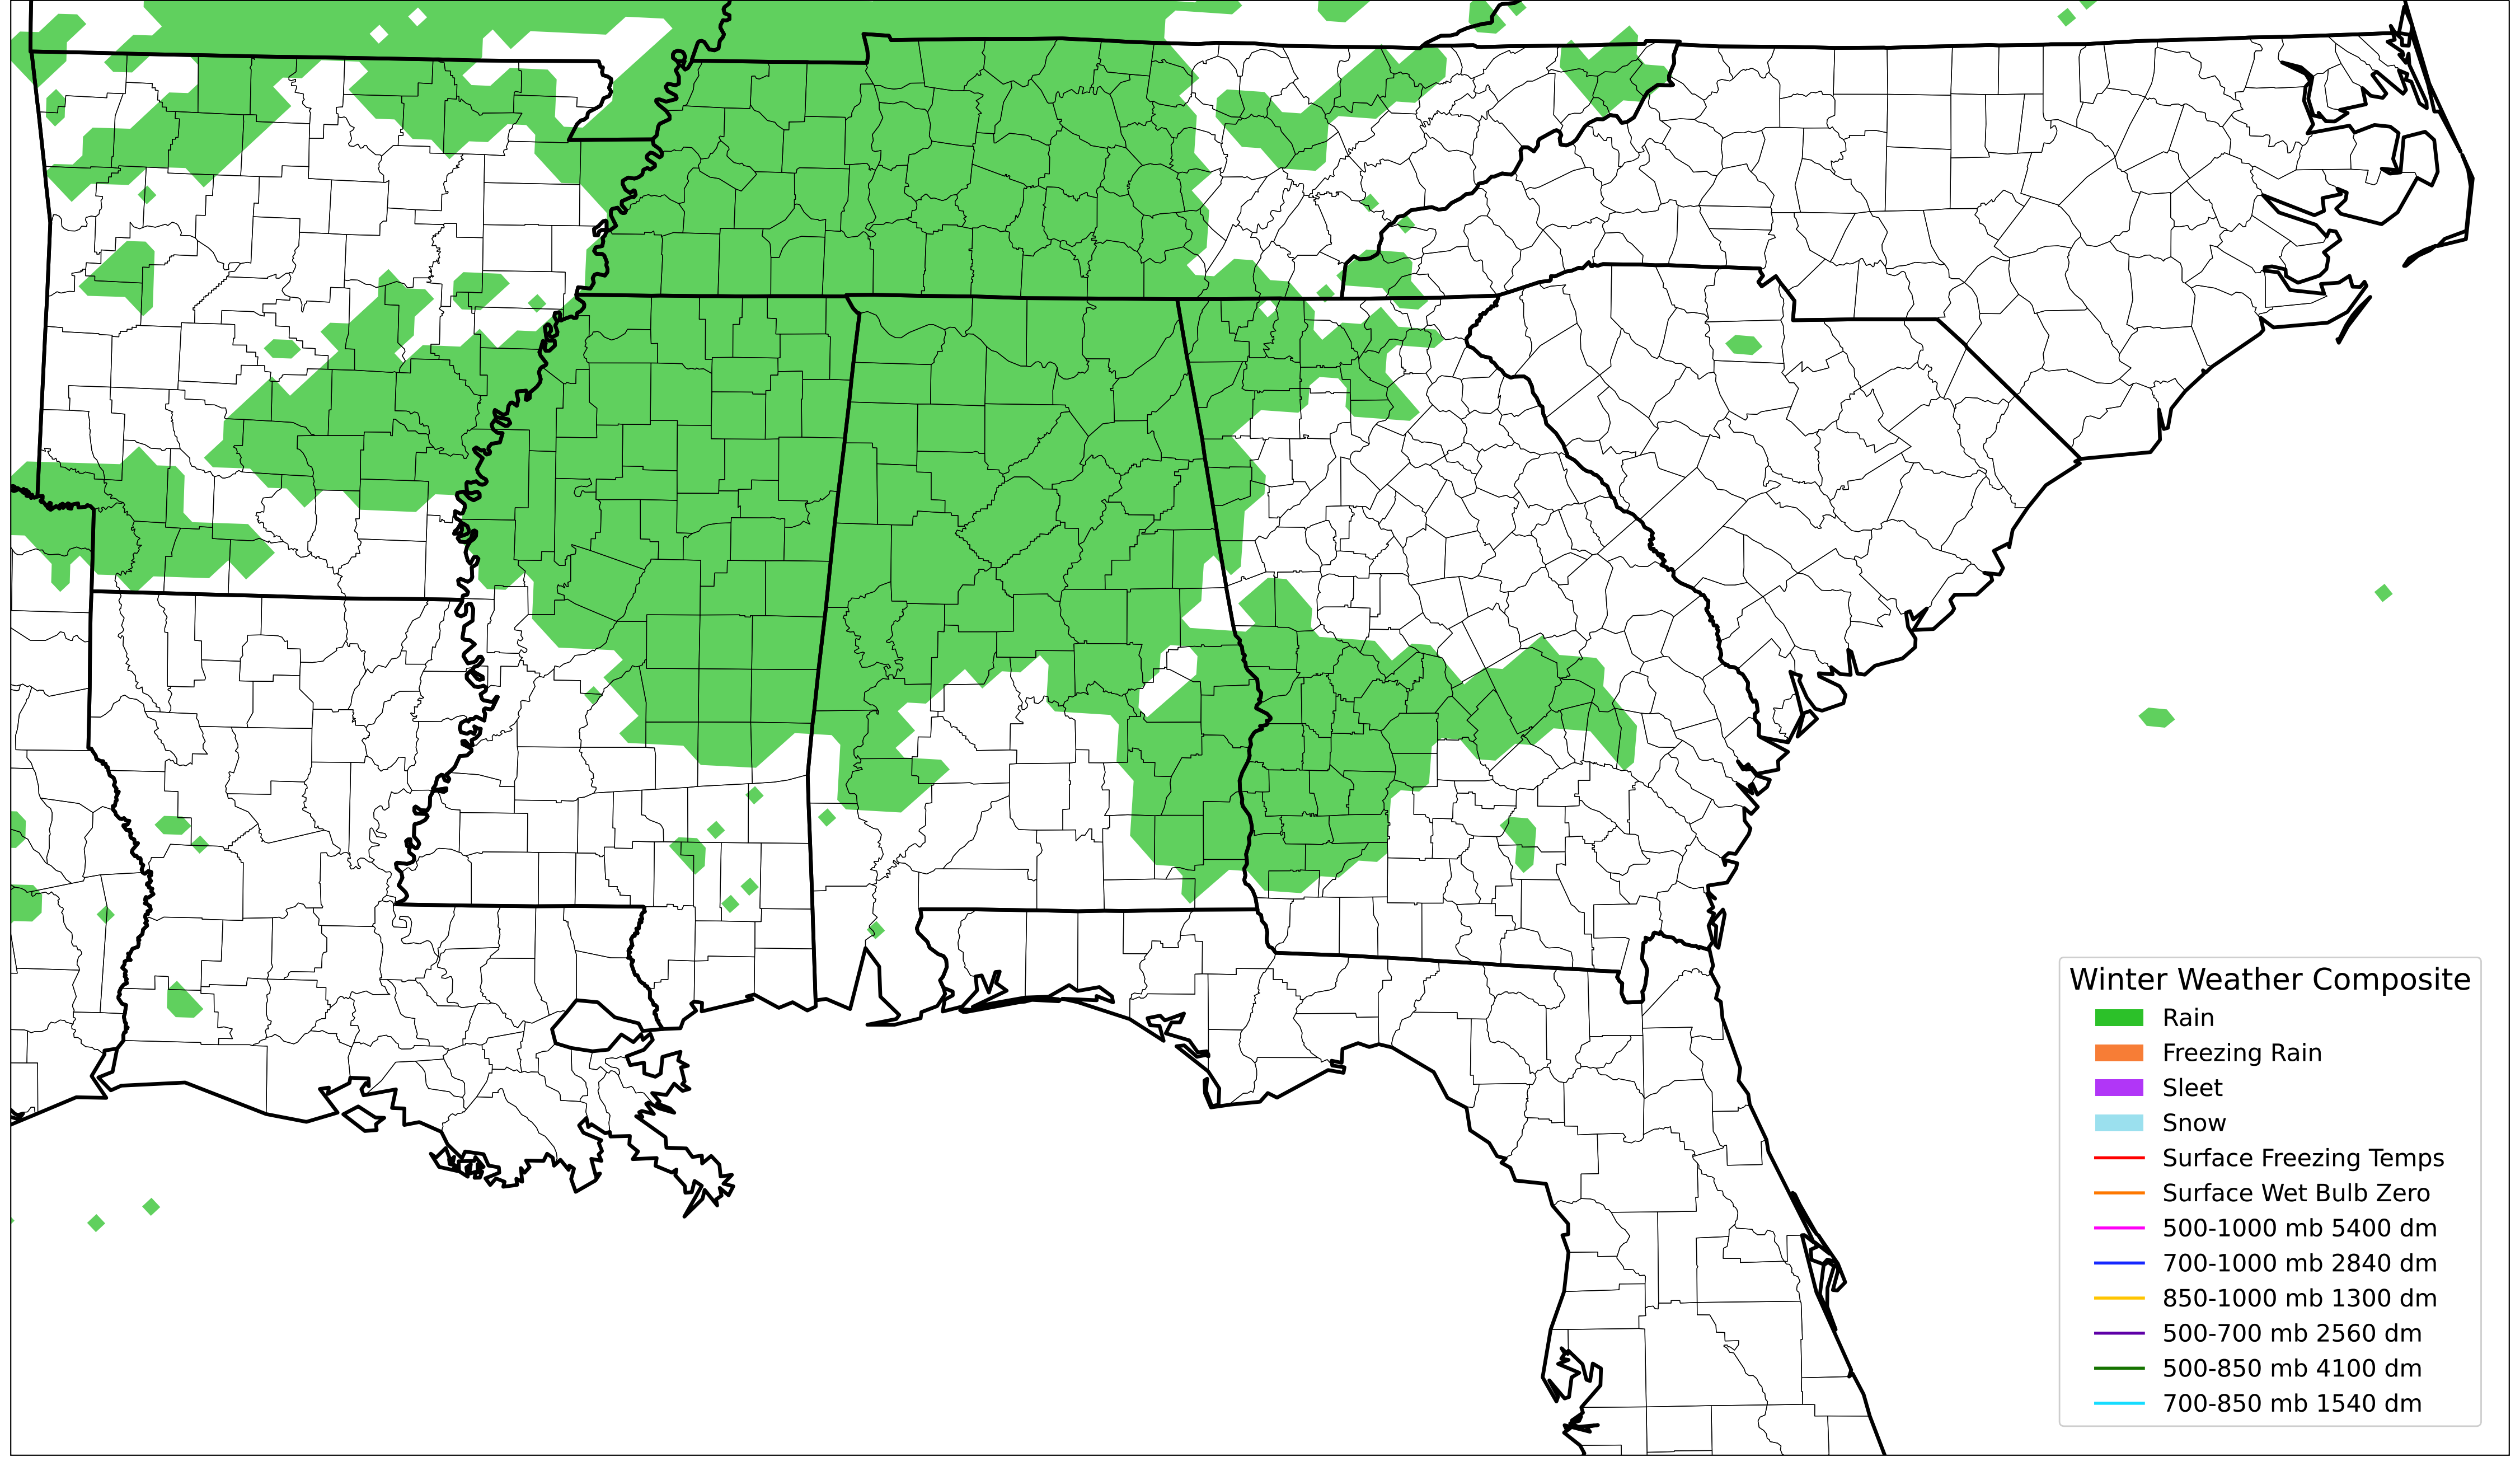 Winter Weather Composite
Rain
Freezing Rain
Sleet
Snow
Surface Freezing Temps
Surface Wet Bulb Zero
500-1000 mb 5400 dm
700-1000 mb 2840 dm
850-1000 mb 1300 dm
500-700 mb 2560 dm
500-850 mb 4100 dm
700-850 mb 1540 dm